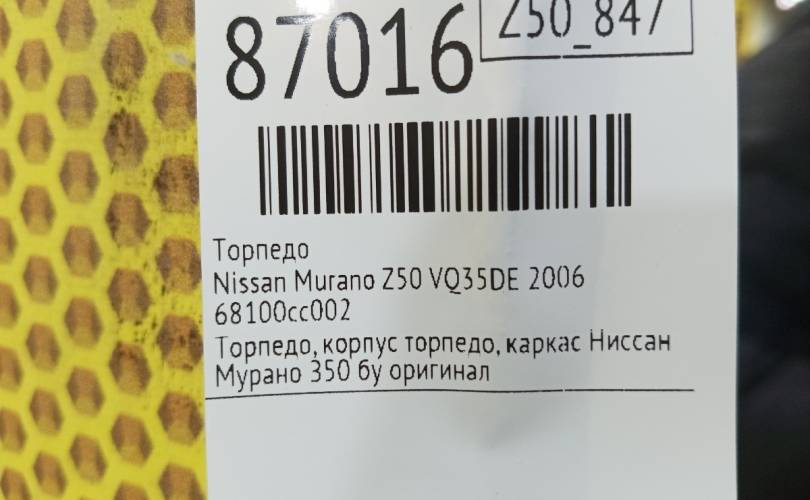 87016
Z50_847
Торпедо
Nissan Murano Z50 VQ35DE 2006
68100cc002
Торпедо, корпус торпедо, каркас Ниссан
Мурано 350 бу оригинал